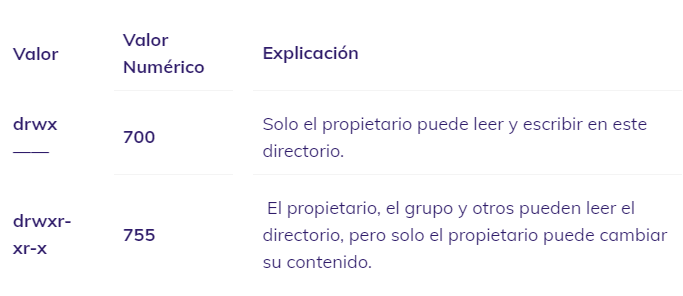 Valor
Valor
Numérico
Explicación
drwx
——
700
Solo el propietario puede leer y escribir en este
directorio.
drwxr-
xr-x
755
El propietario, el grupo y otros pueden leer el
directorio, pero solo el propietario puede cambiar
su contenido.